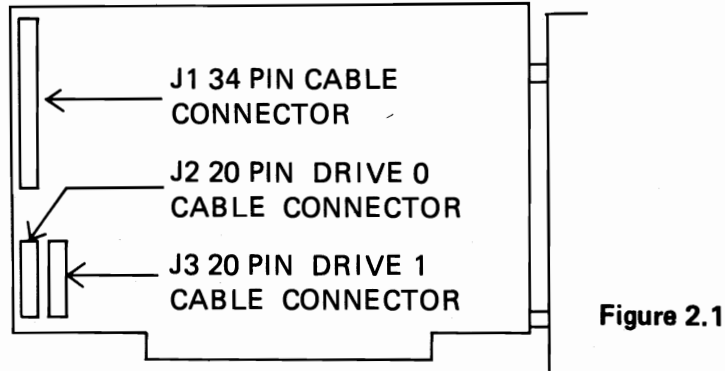 J1 34 PIN CABLE
CONNECTOR
J2 20 PIN DRIVE 0
CABLE CONNECTOR
J3 20 PIN DRIVE 1
CABLE CONNECTOR
Figure 2.1